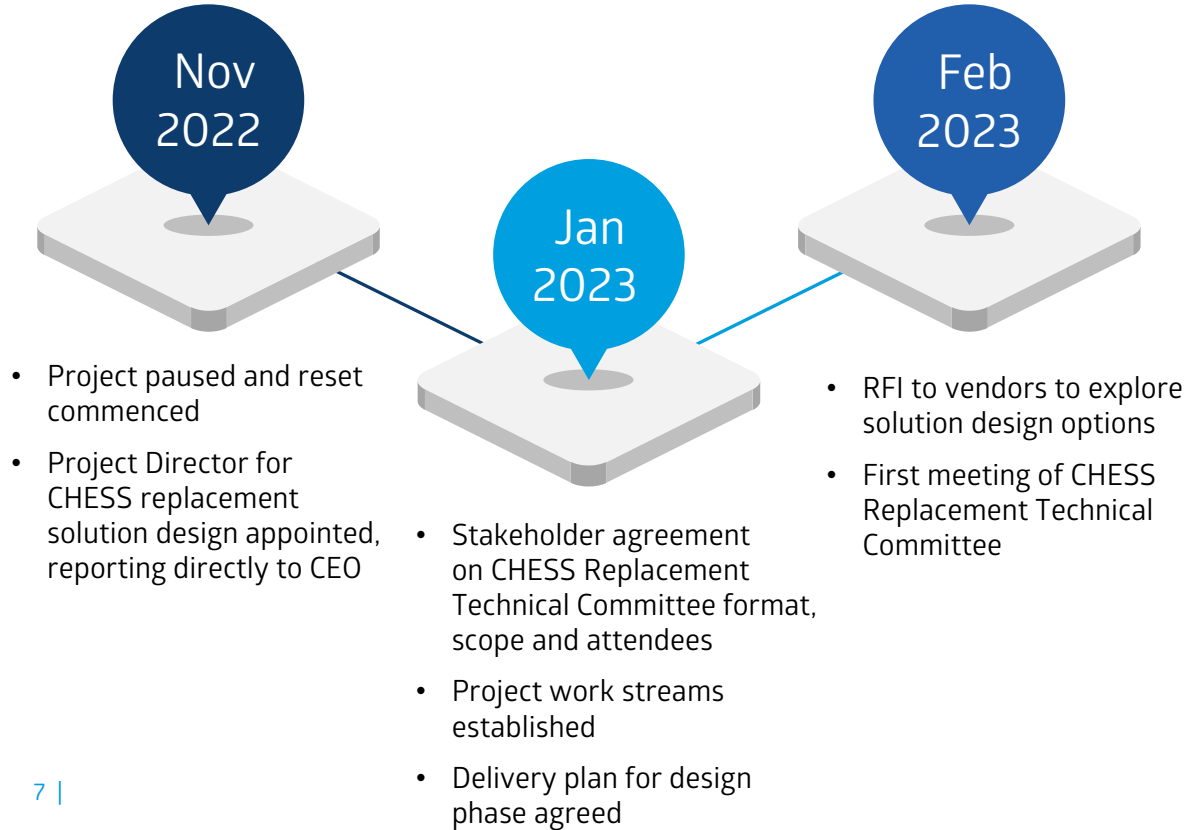 Nov
2022
• Project paused and reset
commenced
• Project Director for
CHESS replacement
solution design appointed,
reporting directly to CEO
Jan
2023
• Stakeholder agreement
on CHESS Replacement
Technical Committee format,
scope and attendees
• Project work streams
established
• Delivery plan for design
phase agreed
Feb
2023
• RFI to vendors to explore
solution design options
• First meeting of CHESS
Replacement Technical
Committee
7 |